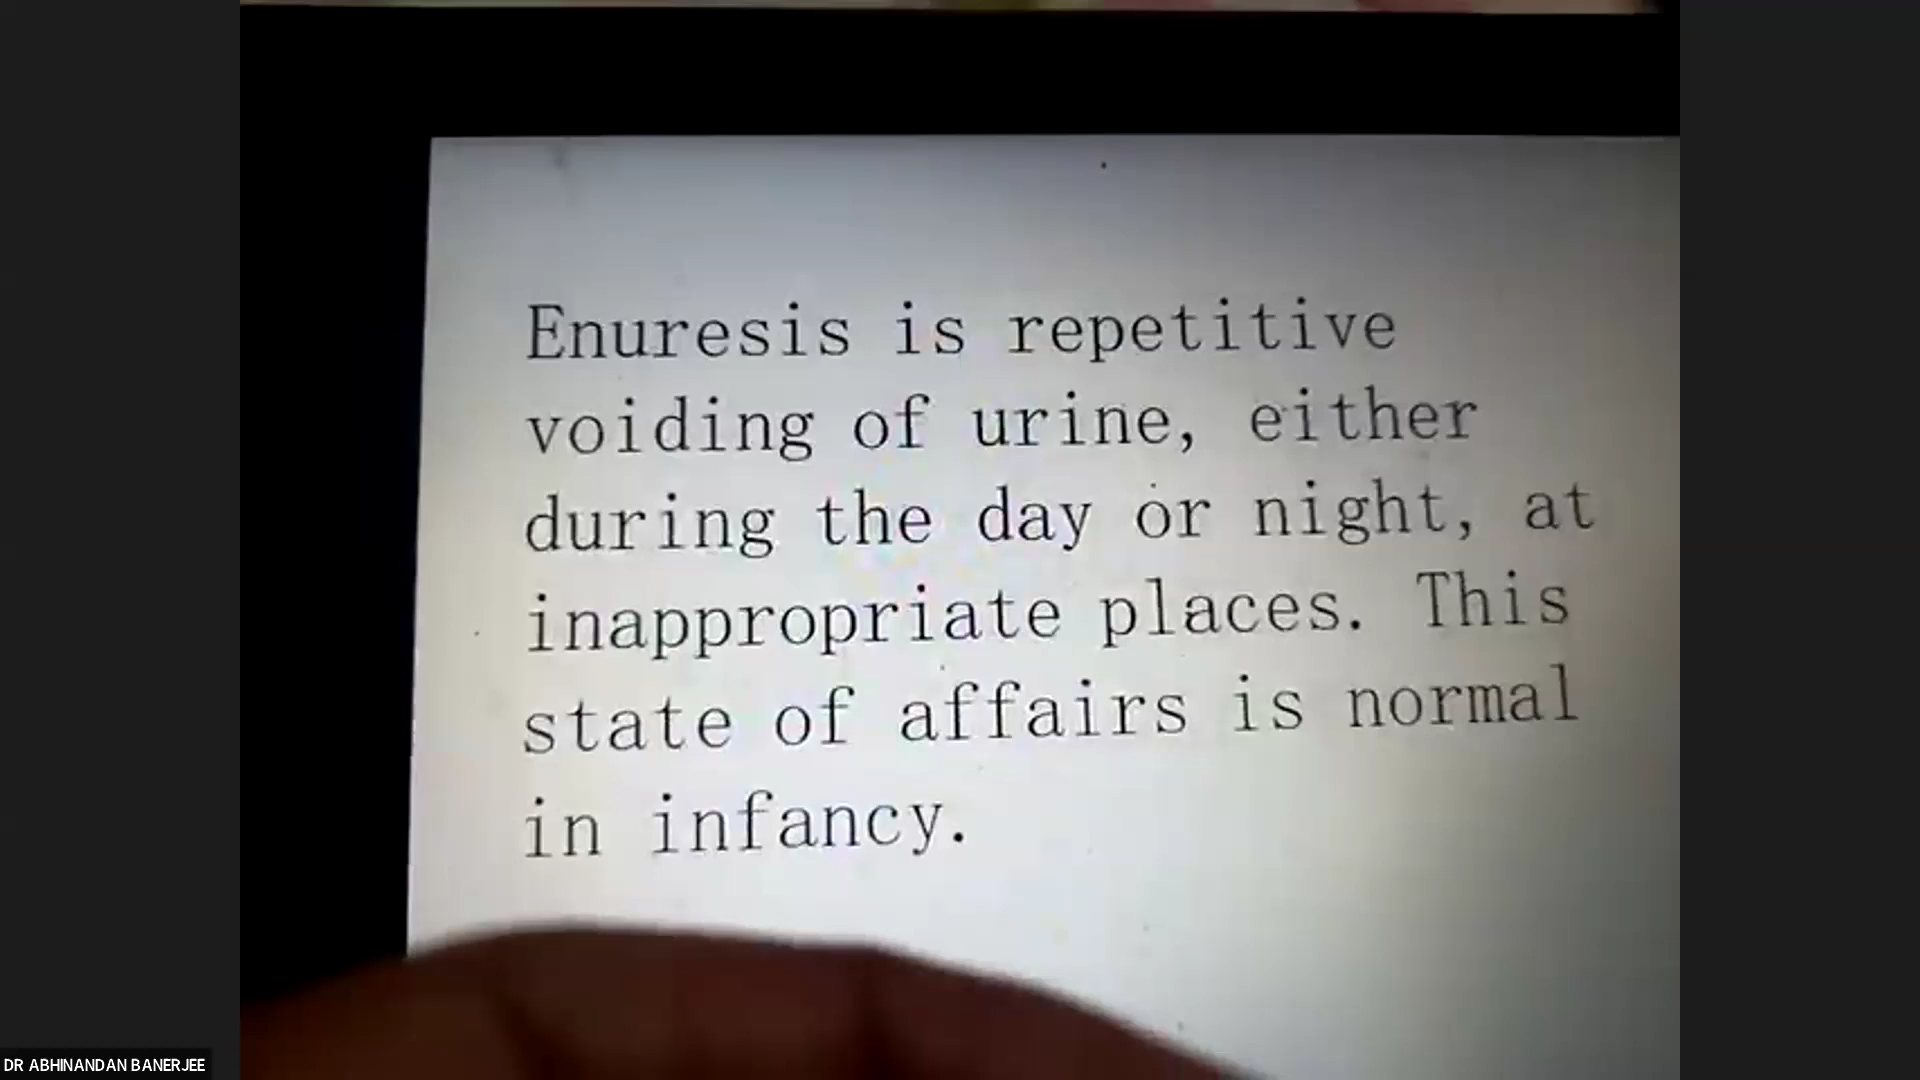 Enuresis is repetitive
voiding of urine, either
during the day or night, at
inappropriate places. This
state of affairs is normal
in infancy.
DR ABHINANDAN BANERJEE